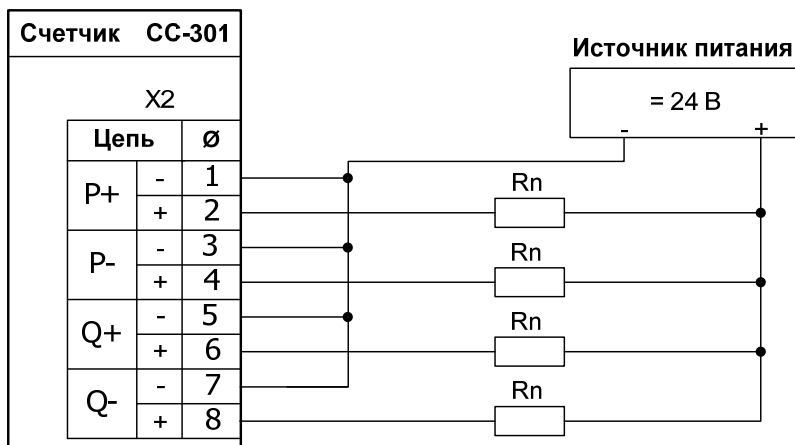 Счетчик СС-301
Источник питания
= 24 В
- +
X2
Цепь Ø
P+ - 1
+ 2
P- - 3
+ 4
Q+ - 5
+ 6
Q- - 7
+ 8
Rn
Rn
Rn
Rn